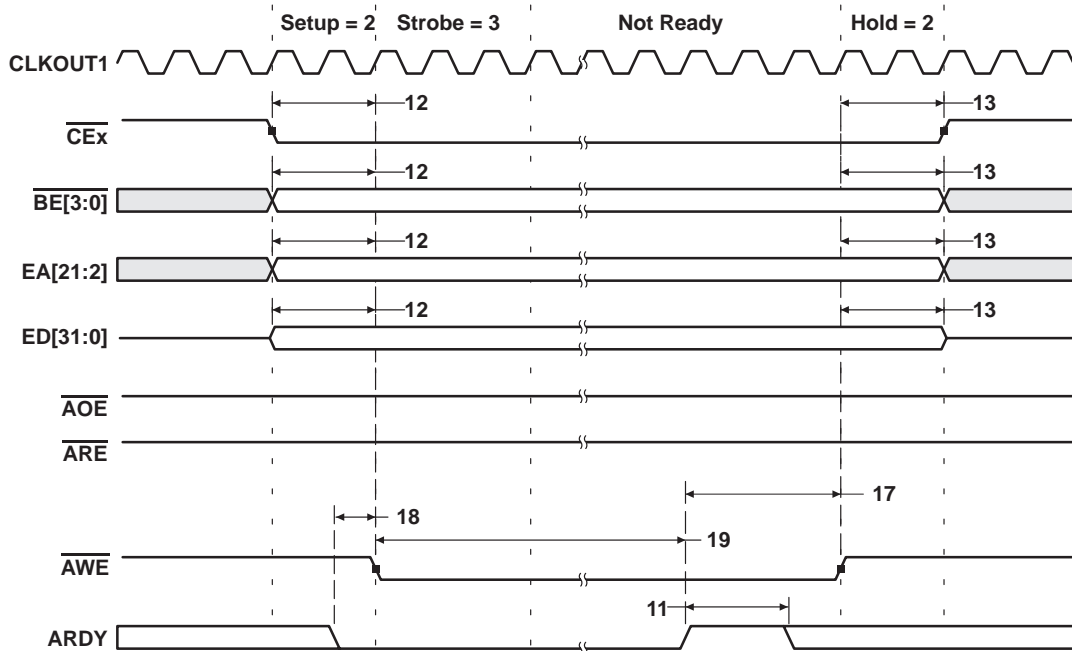 Setup = 2 Strobe = 3 Not Ready Hold = 2
CLKOUT1
12 13
CEx
12 13
BE[3:0]
12 13
EA[21:2]
12 13
ED[31:0]
AOE
ARE
17
18
19
AWE
11
ARDY